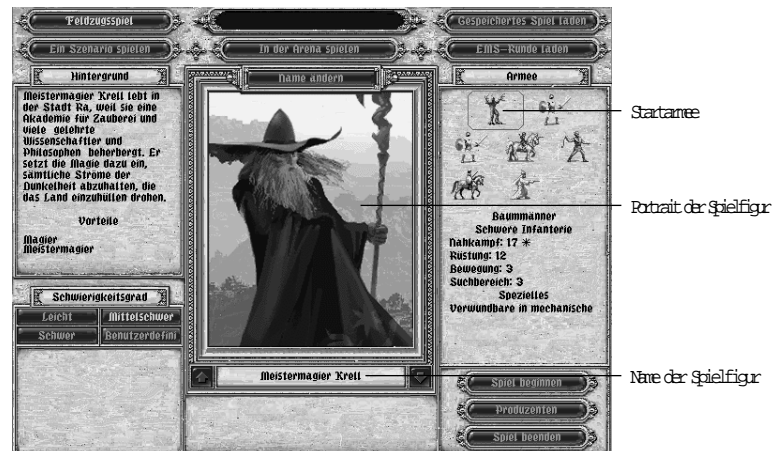 Feldzugsspiel
Gespeichertes Spiel laden
Ein Szenario spielen
In der Arena spielen
EMS-Runde laden
Hintergrund
Name ändern
Armee
Meistermagier Krell lebt in
der Stadt Ra, weil sie eine
Akademie für Zauberei und
viele gelehrte
Wissenschaftler und
Philosophen beherbergt. Er
setzt die Magie dazu ein,
sämtliche Ströme der
Dunkelheit abzuhalten, die
das Land einzuhüllen drohen.
Vorteile
Magier
Meistermagier
Startarmee
Portrait der Spielfigur
Baummänner
Schwere Infanterie
Nahkampf: 17 ✳
Rüstung: 12
Bewegung: 3
Suchbereich: 3
Spezielles
Verwundbare in mechanische
Schwierigkeitsgrad
Leicht
Mittelschwer
Schwer
Benutzerdefini
Meistermagier Krell
Name der Spielfigur
Spiel beginnen
Produzenten
Spiel beenden